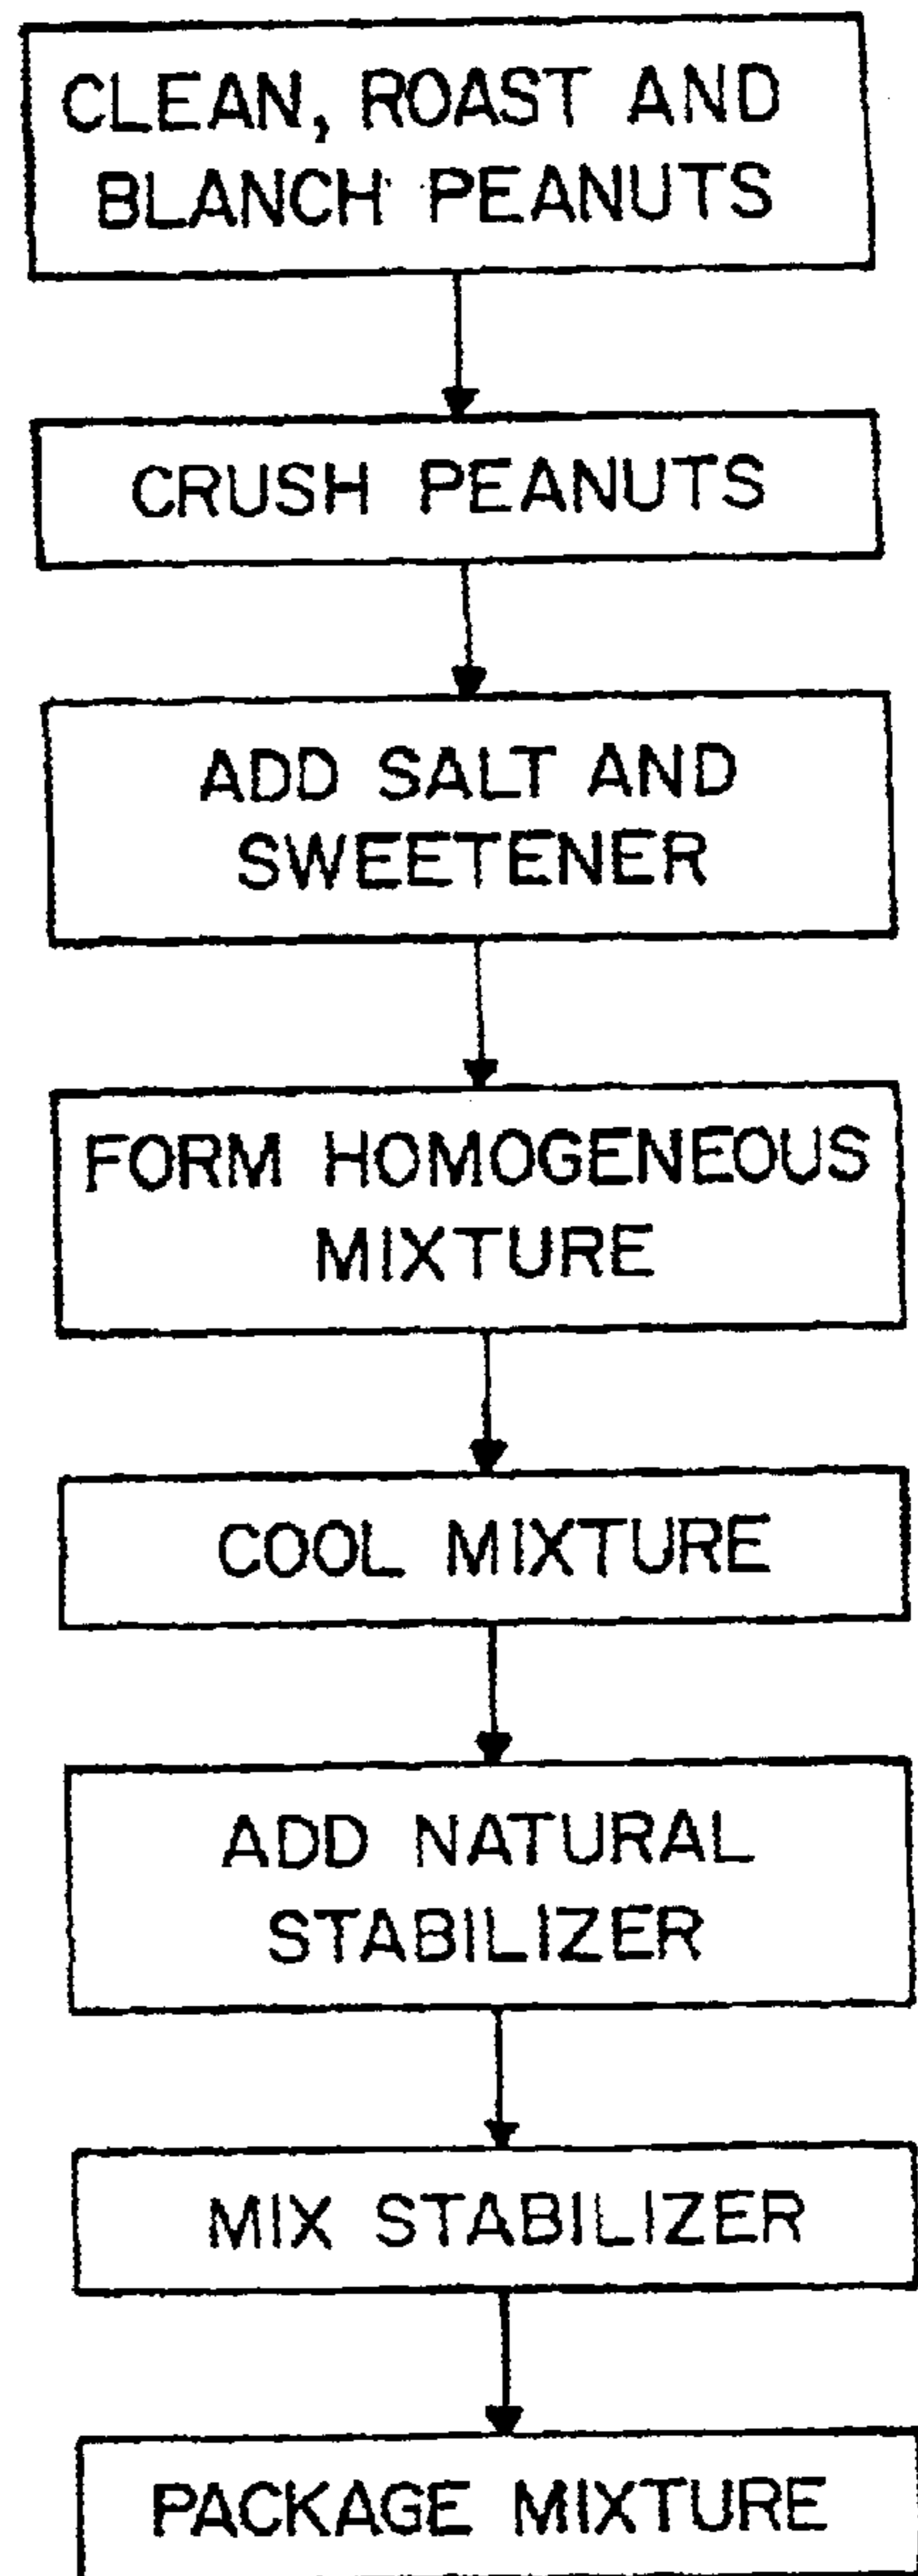 CLEAN, ROAST AND
BLANCH PEANUTS
CRUSH PEANUTS
ADD SALT AND
SWEETENER
FORM HOMOGENEOUS
MIXTURE
COOL MIXTURE
ADD NATURAL
STABILIZER
MIX STABILIZER
PACKAGE MIXTURE